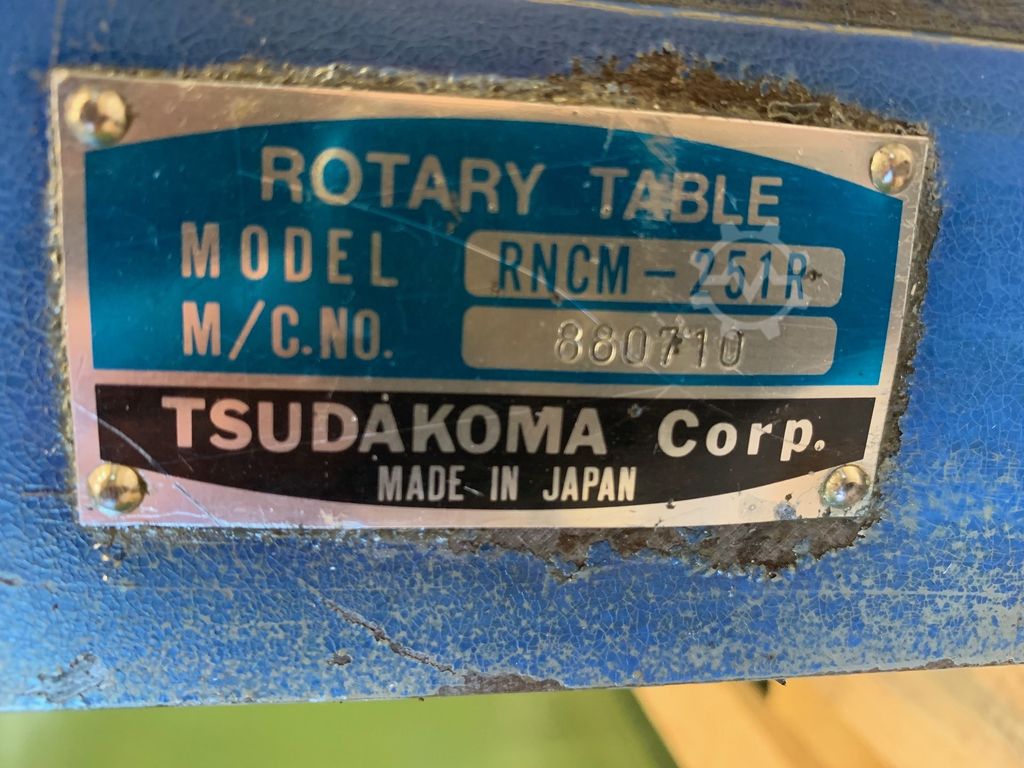 ROTARY TABLE
MODEL RNCM-251R
M/C.NO. 880710
TSUDAKOMA Corp.
MADE IN JAPAN